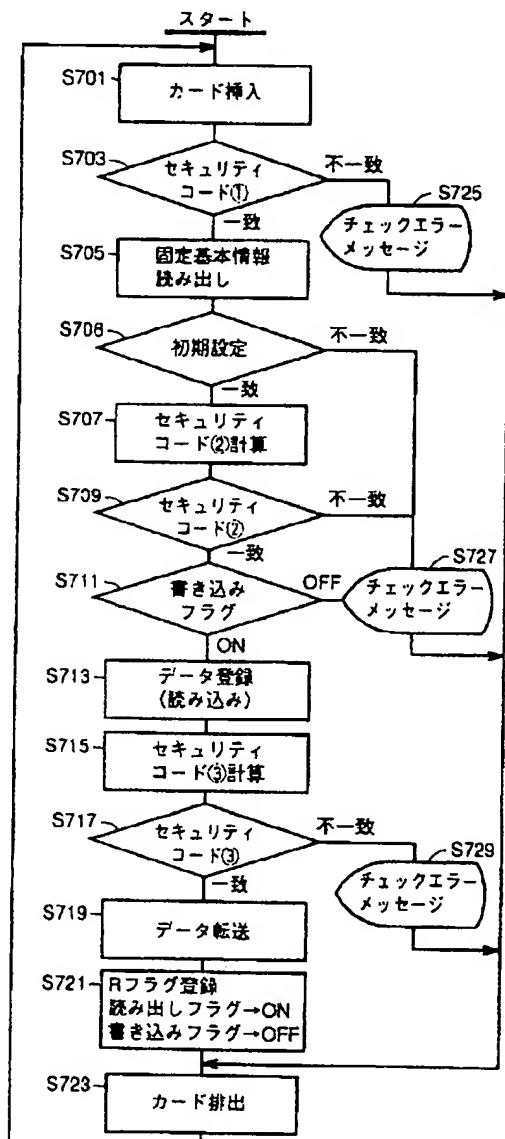 スタート
S701
カード挿入
S703
セキュリティ
コード(①)
不一致
一致
S725
チェックエラー
メッセージ
S705
固定基本情報
読み出し
S708
初期設定
不一致
一致
S707
セキュリティ
コード(②)計算
S709
セキュリティ
コード(②)
不一致
一致
S711
書き込み
フラグ
OFF
ON
S727
チェックエラー
メッセージ
S713
データ登録
(読み込み)
S715
セキュリティ
コード(③)計算
S717
セキュリティ
コード(③)
不一致
一致
S729
チェックエラー
メッセージ
S719
データ転送
S721
Rフラグ登録
読み出しフラグ→ON
書き込みフラグ→OFF
S723
カード排出